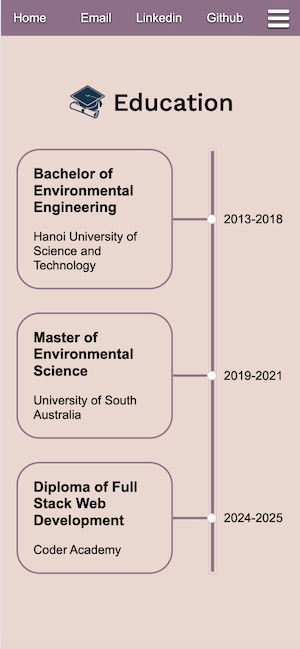 Home Email Linkedin Github
Education
Bachelor of
Environmental
Engineering
Hanoi University of
Science and
Technology
2013-2018
Master of
Environmental
Science
University of South
Australia
2019-2021
Diploma of Full
Stack Web
Development
Coder Academy
2024-2025